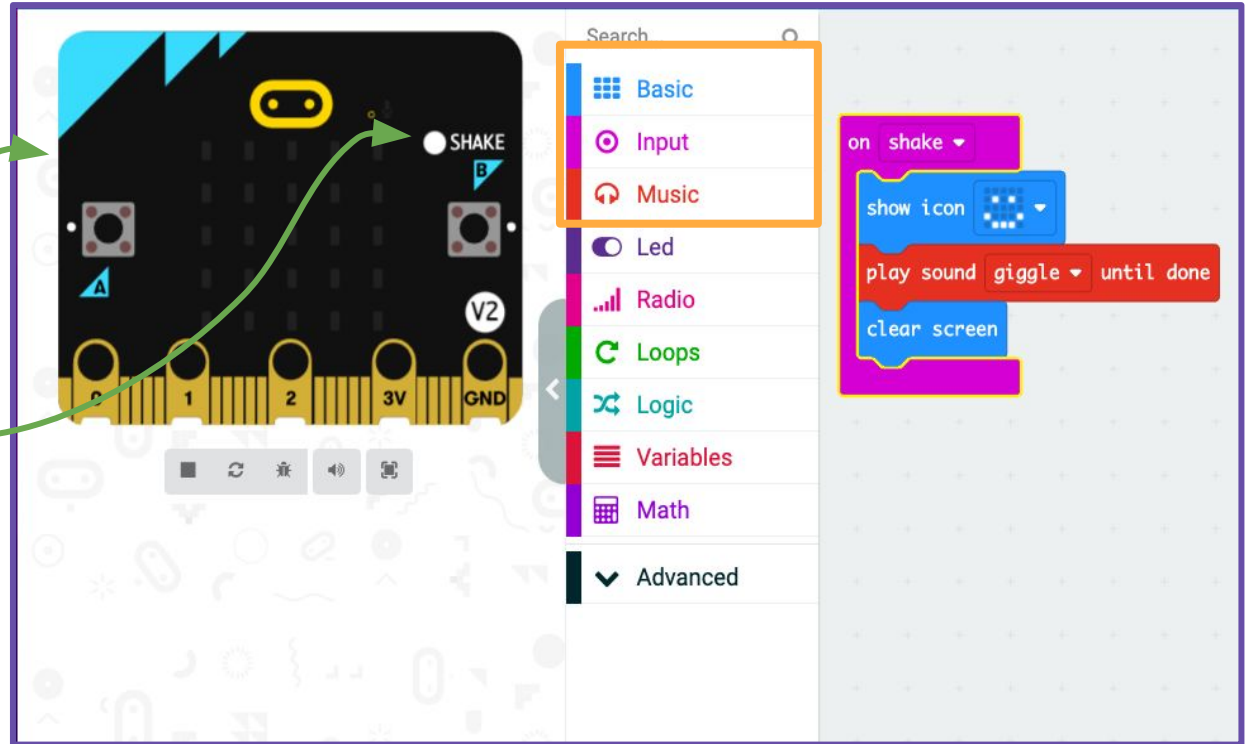 SHAKE
B
A
V2
0 1 2 3V GND
Search...
Basic
Input
Music
Led
Radio
Loops
Logic
Variables
Math
Advanced
on shake
show icon
play sound giggle until done
clear screen